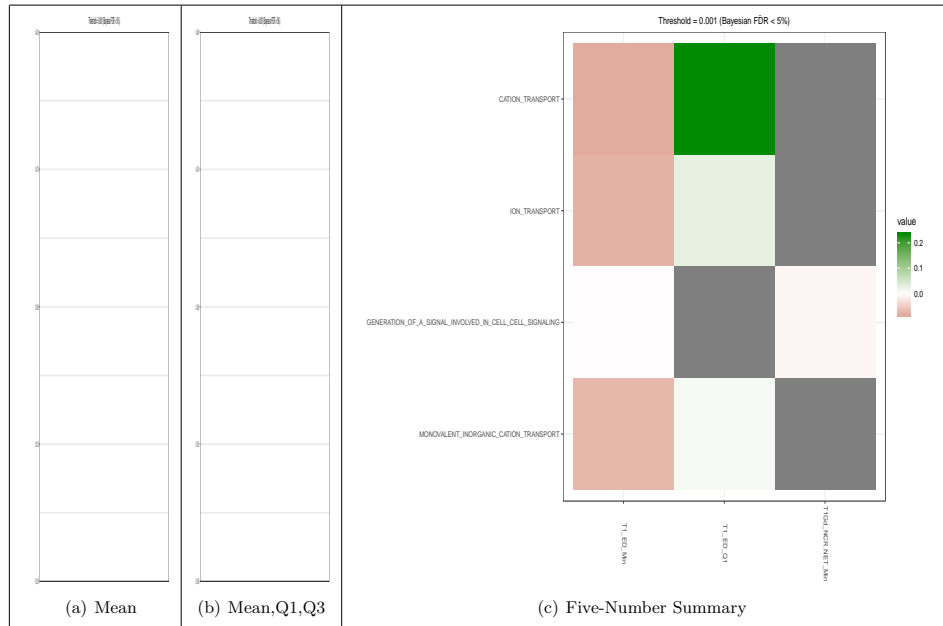 Threshold = 0.001 (Bayesian FDR < 5%)
CATION_TRANSPORT
ION_TRANSPORT
GENERATION_OF_A_SIGNAL_INVOLVED_IN_CELL_CELL_SIGNALING
MONOVALENT_INORGANIC_CATION_TRANSPORT
T1_ED_Min
T1_ED_Q1
T1Gd_NCR.NET_Min
value
0.2
0.1
0.0
(a) Mean
(b) Mean,Q1,Q3
(c) Five-Number Summary